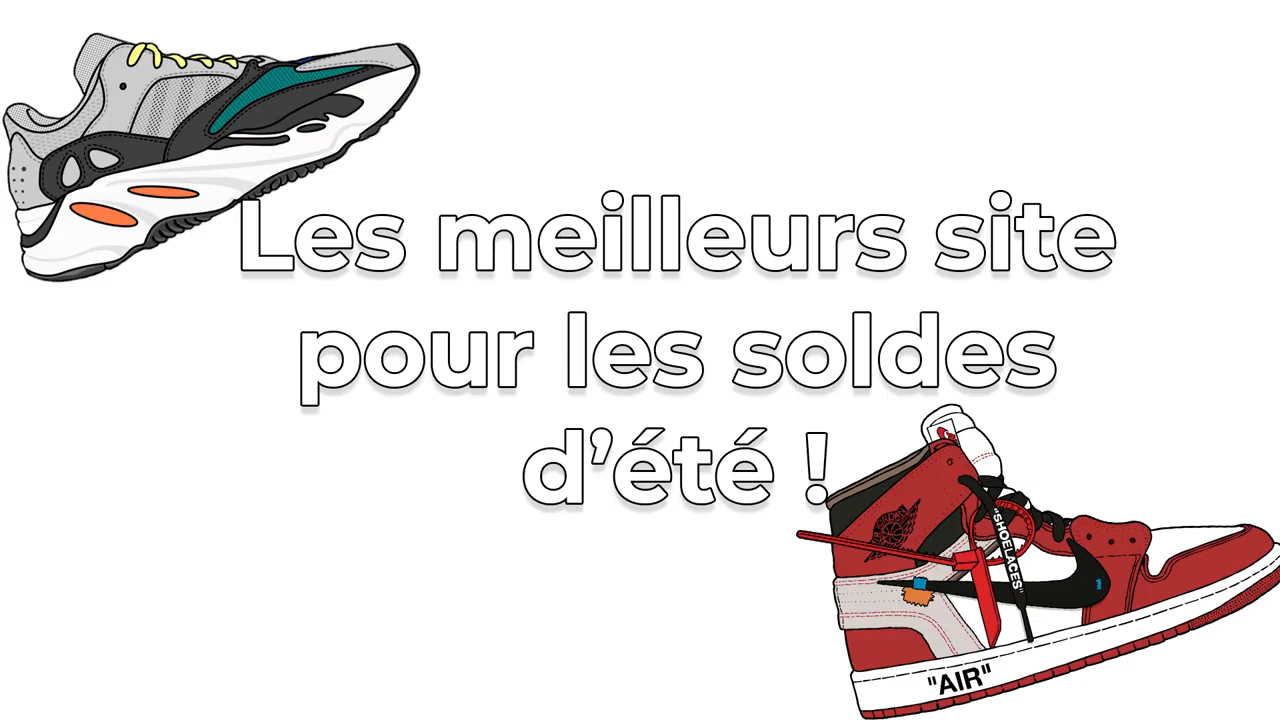 Les meilleurs site
pour les soldes
d’été !
"SHOELACES"
"AIR"